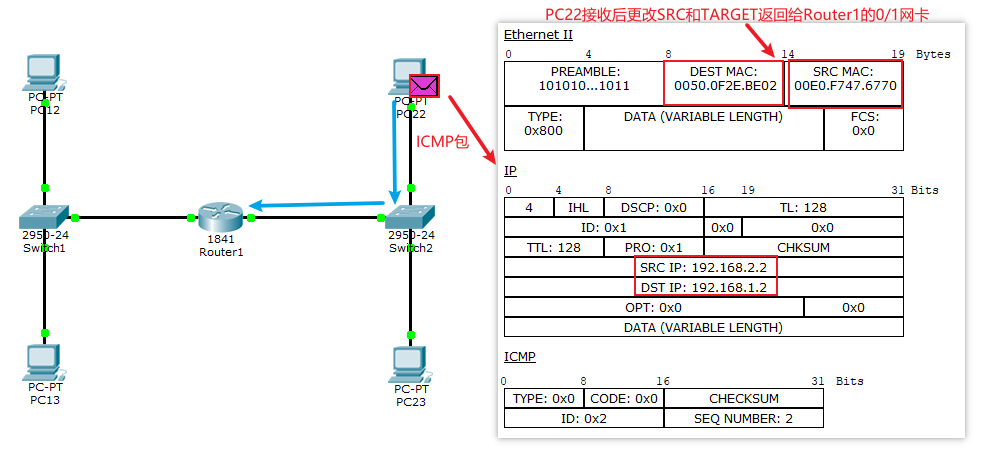 PC22接收后更改SRC和TARGET返回给Router1的0/1网卡
Ethernet II
0 4 8 14 19 Bytes
PREAMBLE: 101010...1011
DEST MAC: 0050.0F2E.BE02
SRC MAC: 00E0.F747.6770
TYPE: 0x800
DATA (VARIABLE LENGTH)
FCS: 0x0
IP
0 4 8 16 19 31 Bits
4 IHL DSCP: 0x0 TL: 128
ID: 0x1 0x0 0x0
TTL: 128 PRO: 0x1 CHKSUM
SRC IP: 192.168.2.2
DST IP: 192.168.1.2
OPT: 0x0 0x0
DATA (VARIABLE LENGTH)
ICMP
0 8 16 31 Bits
TYPE: 0x0 CODE: 0x0 CHECKSUM
ID: 0x2 SEQ NUMBER: 2
PC-PT
PC12
PC-PT
PC22
ICMP包
2950-24
Switch1
1841
Router1
2950-24
Switch2
PC-PT
PC13
PC-PT
PC23